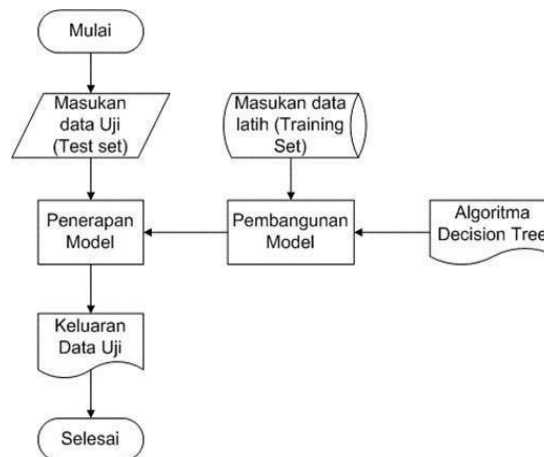 Mulai
Masukan
data Uji
(Test set)
Masukan data
latih (Training
Set)
Penerapan
Model
Pembangunan
Model
Algoritma
Decision Tree
Keluaran
Data Uji
Selesai